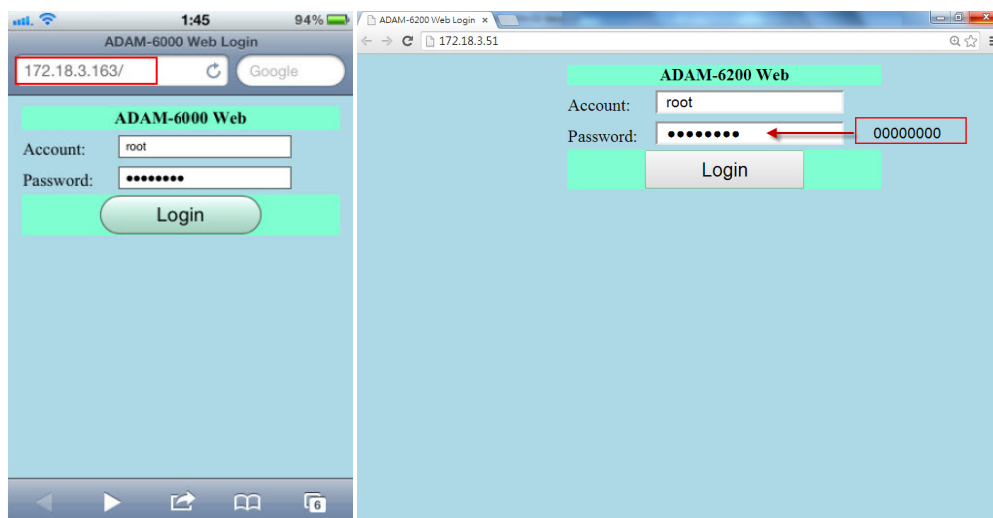 1:45
94%
ADAM-6000 Web Login
172.18.3.163/
Google
ADAM-6000 Web
Account:
root
Password:
••••••••
Login
6
ADAM-6200 Web Login
172.18.3.51
ADAM-6200 Web
Account:
root
Password:
••••••••
00000000
Login